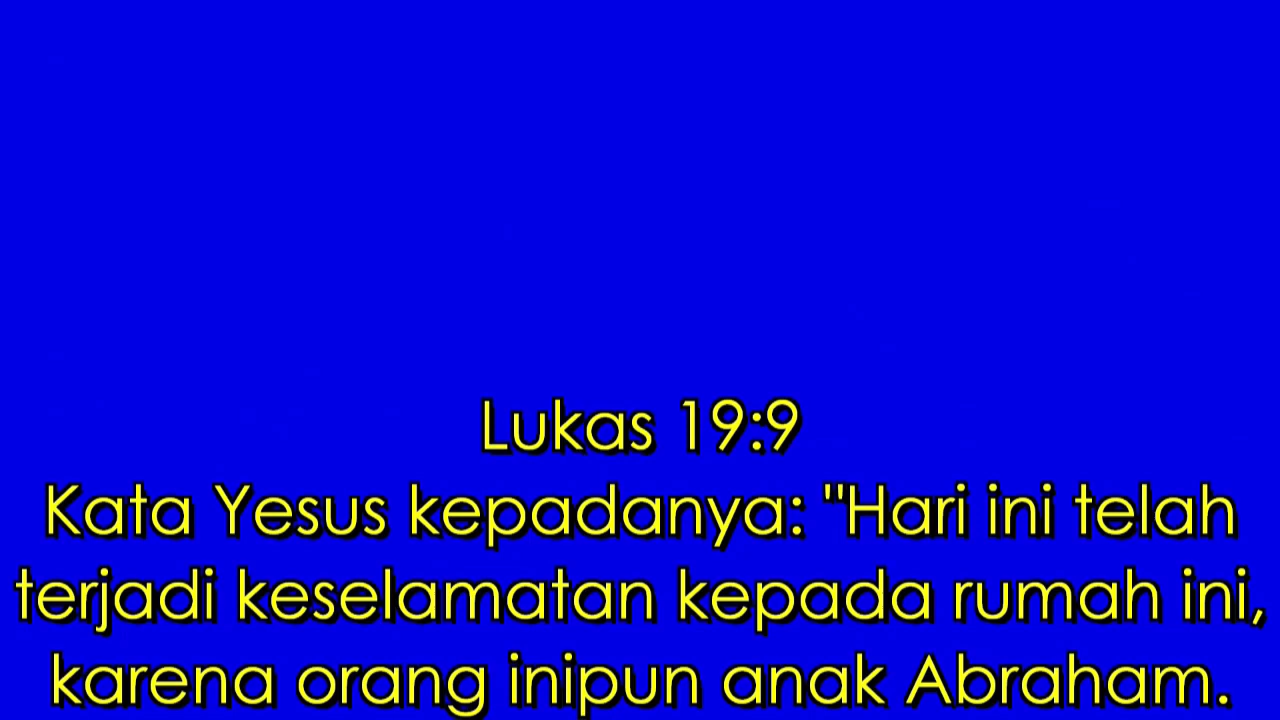 Lukas 19:9
Kata Yesus kepadanya: "Hari ini telah
terjadi keselamatan kepada rumah ini,
karena orang inipun anak Abraham.